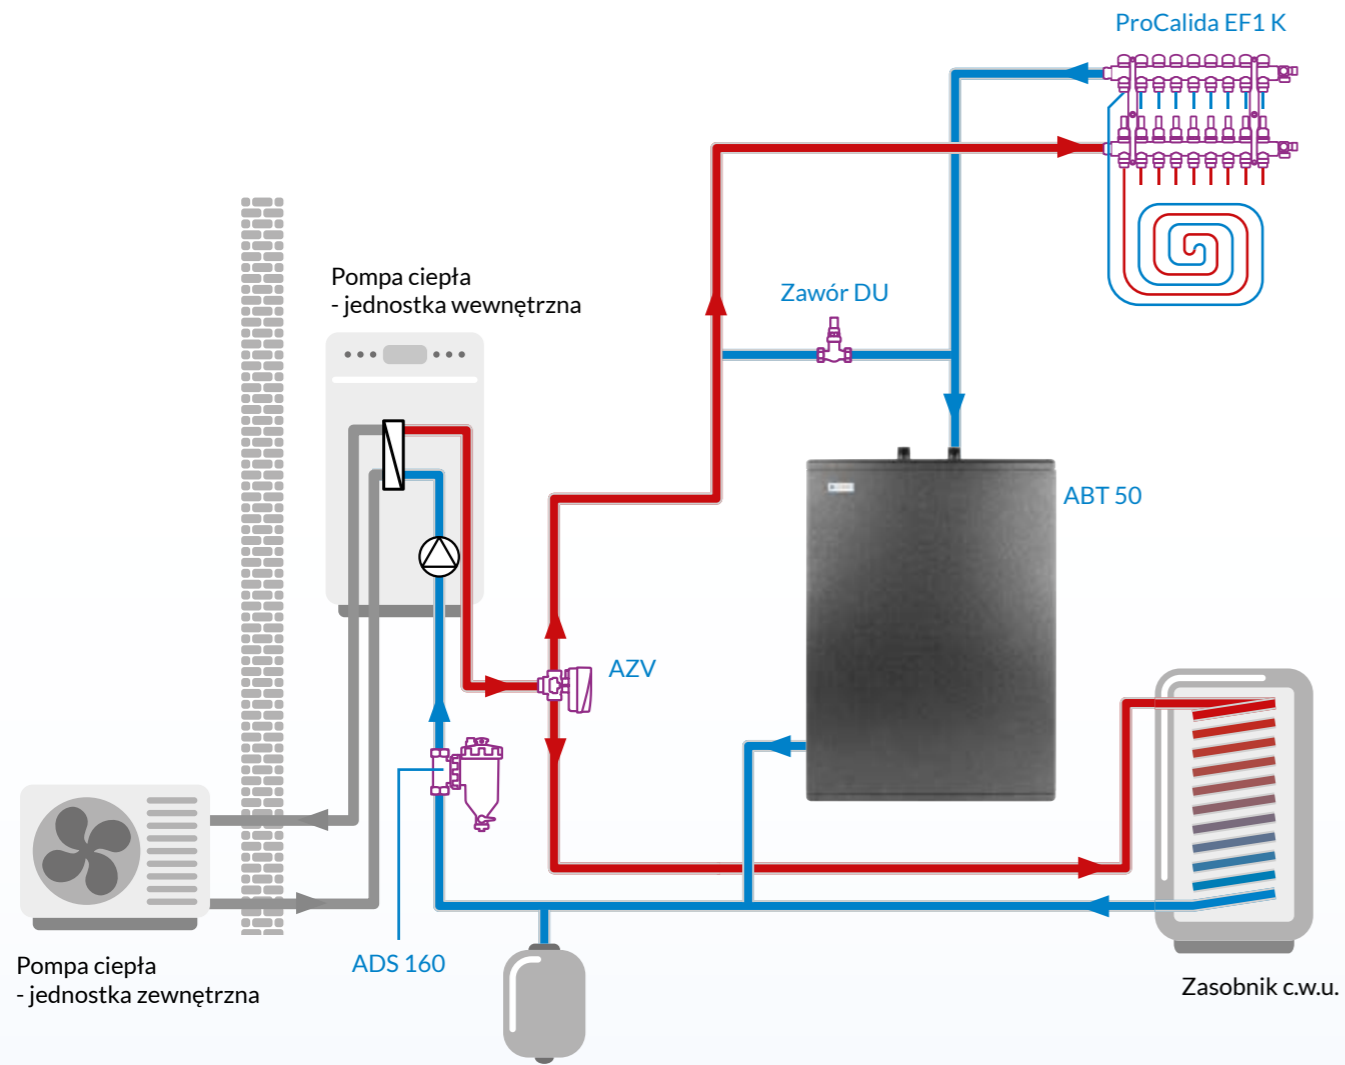 ProCalida EF1 K
Pompa ciepła
- jednostka wewnętrzna
Zawór DU
ABT 50
AZV
ADS 160
Pompa ciepła
- jednostka zewnętrzna
Zasobnik c.w.u.